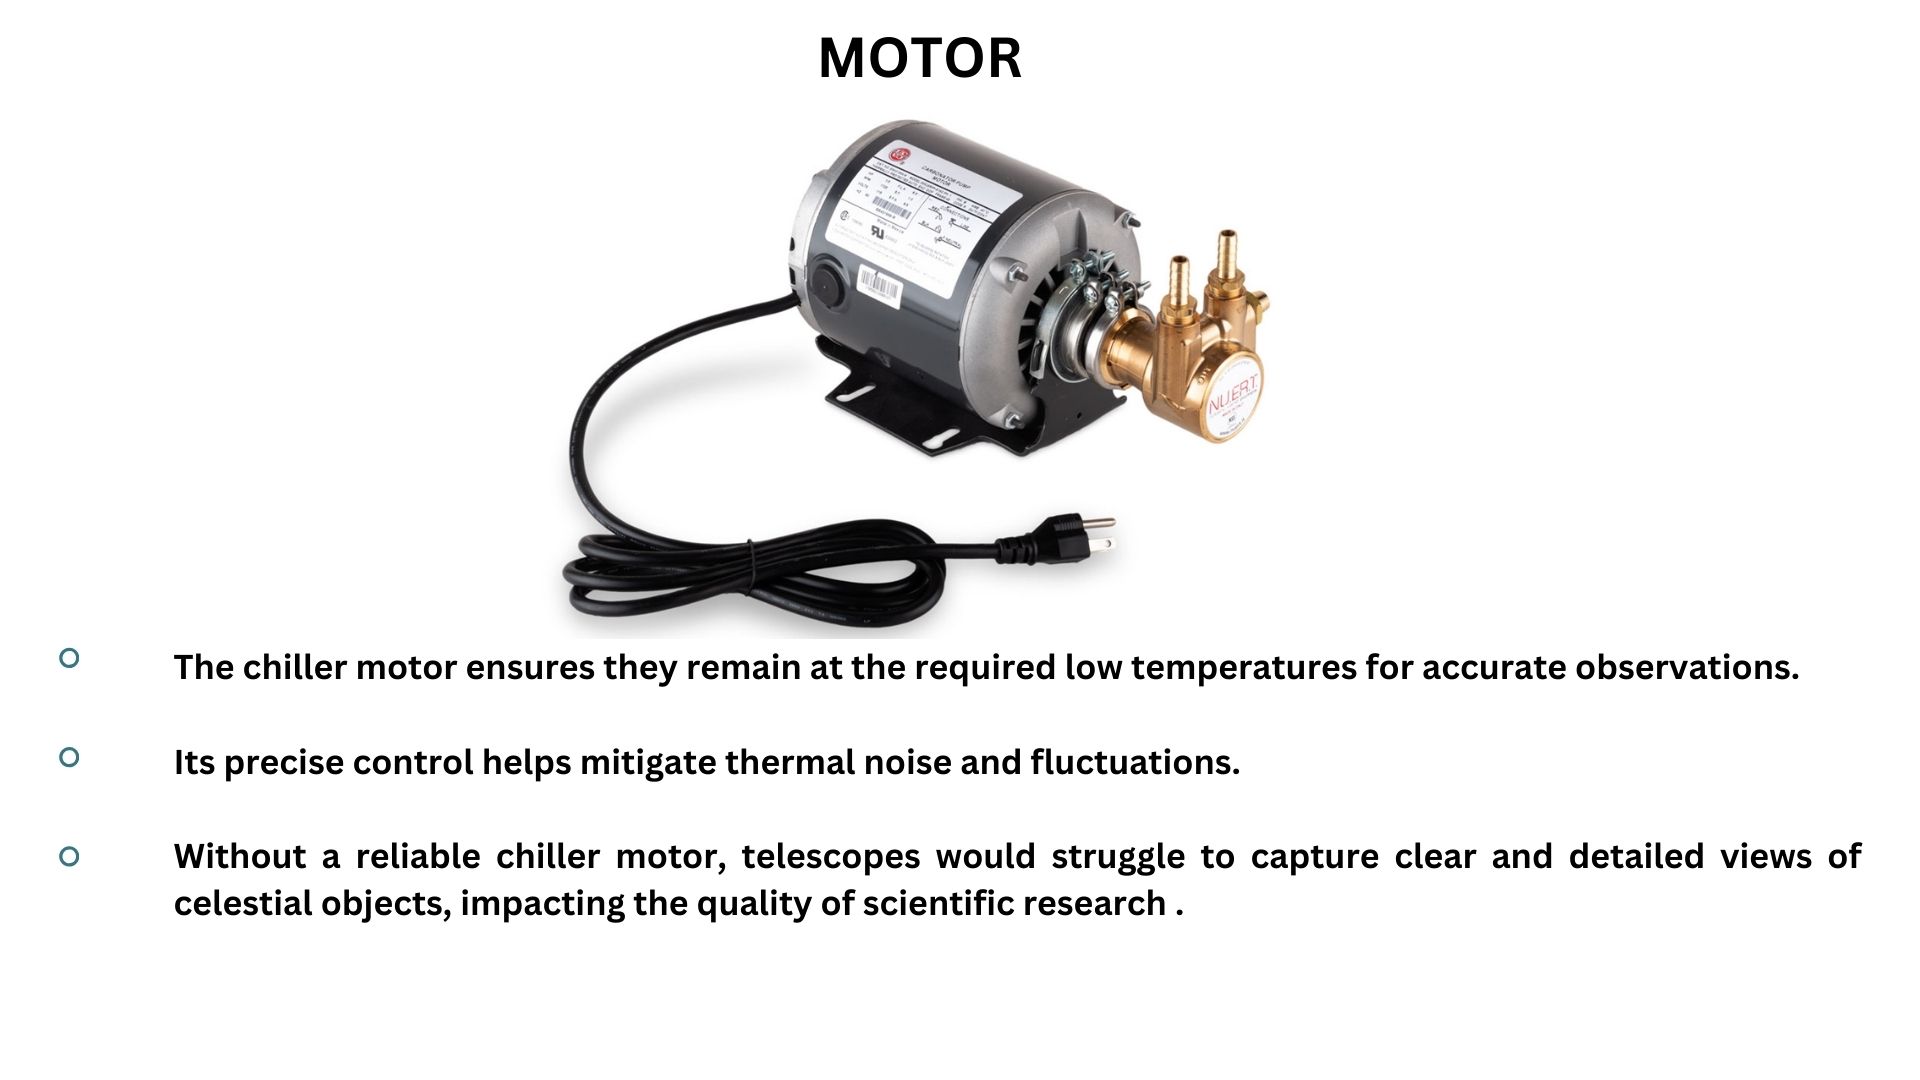 MOTOR
CARBONATOR PUMP
MOTOR
CONNECTIONS
NU.ER.T.
The chiller motor ensures they remain at the required low temperatures for accurate observations.
Its precise control helps mitigate thermal noise and fluctuations.
Without a reliable chiller motor, telescopes would struggle to capture clear and detailed views of
celestial objects, impacting the quality of scientific research .